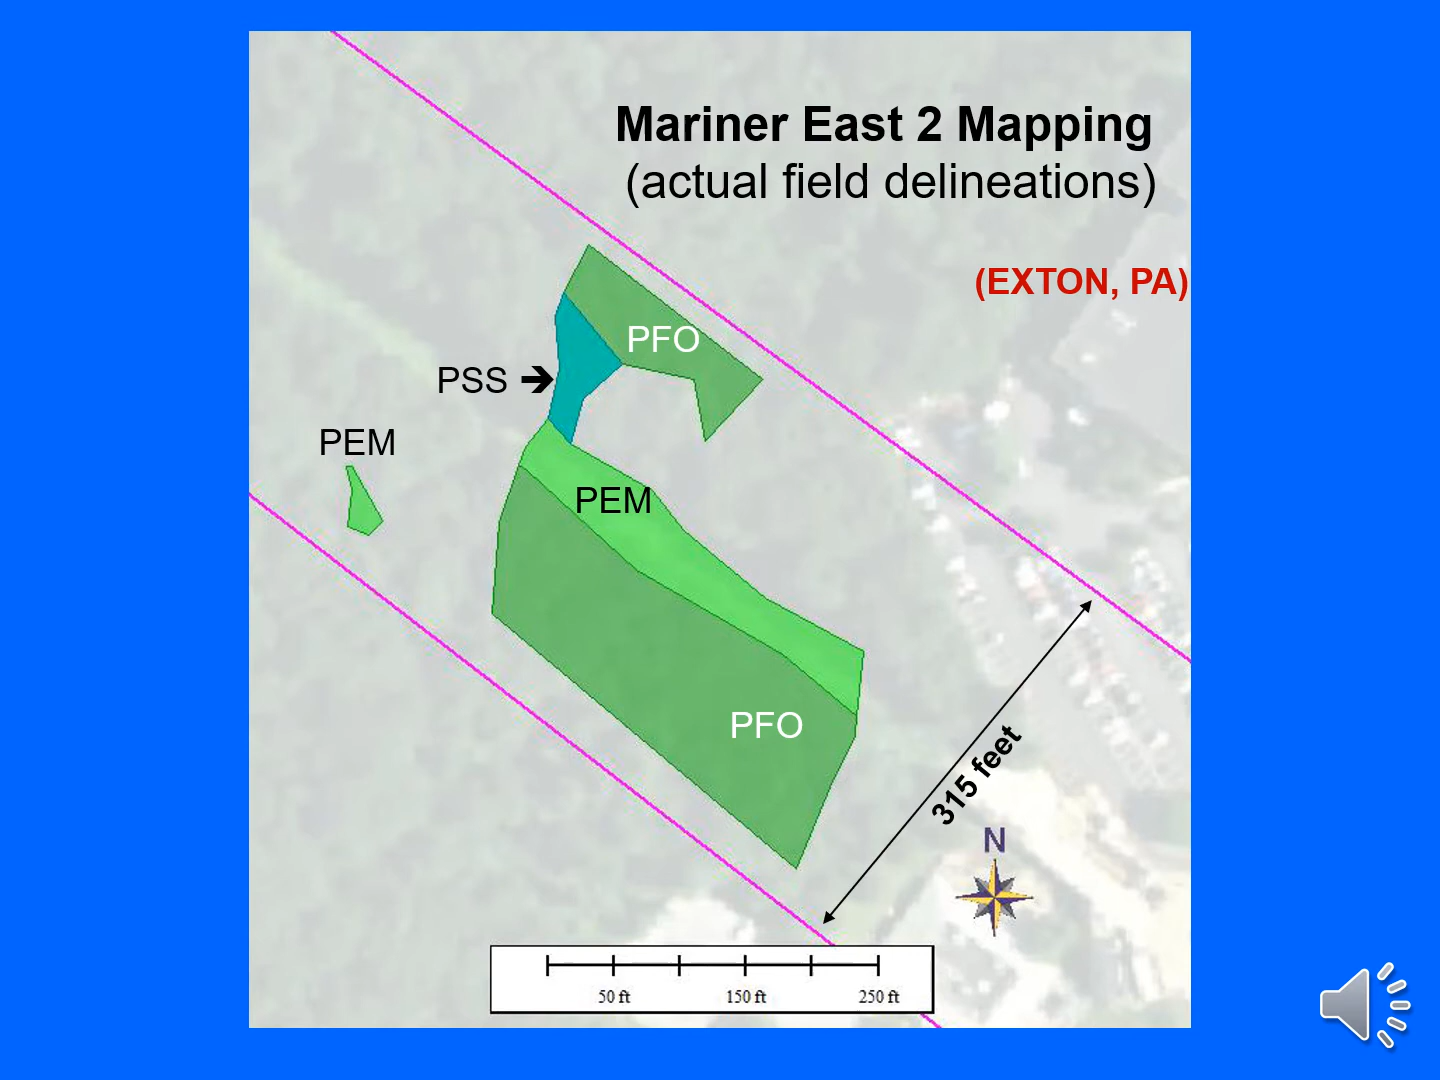 Mariner East 2 Mapping
(actual field delineations)
(EXTON, PA)
PFO
PSS ➔
PEM
PEM
PFO
315 feet
N
50 ft 150 ft 250 ft